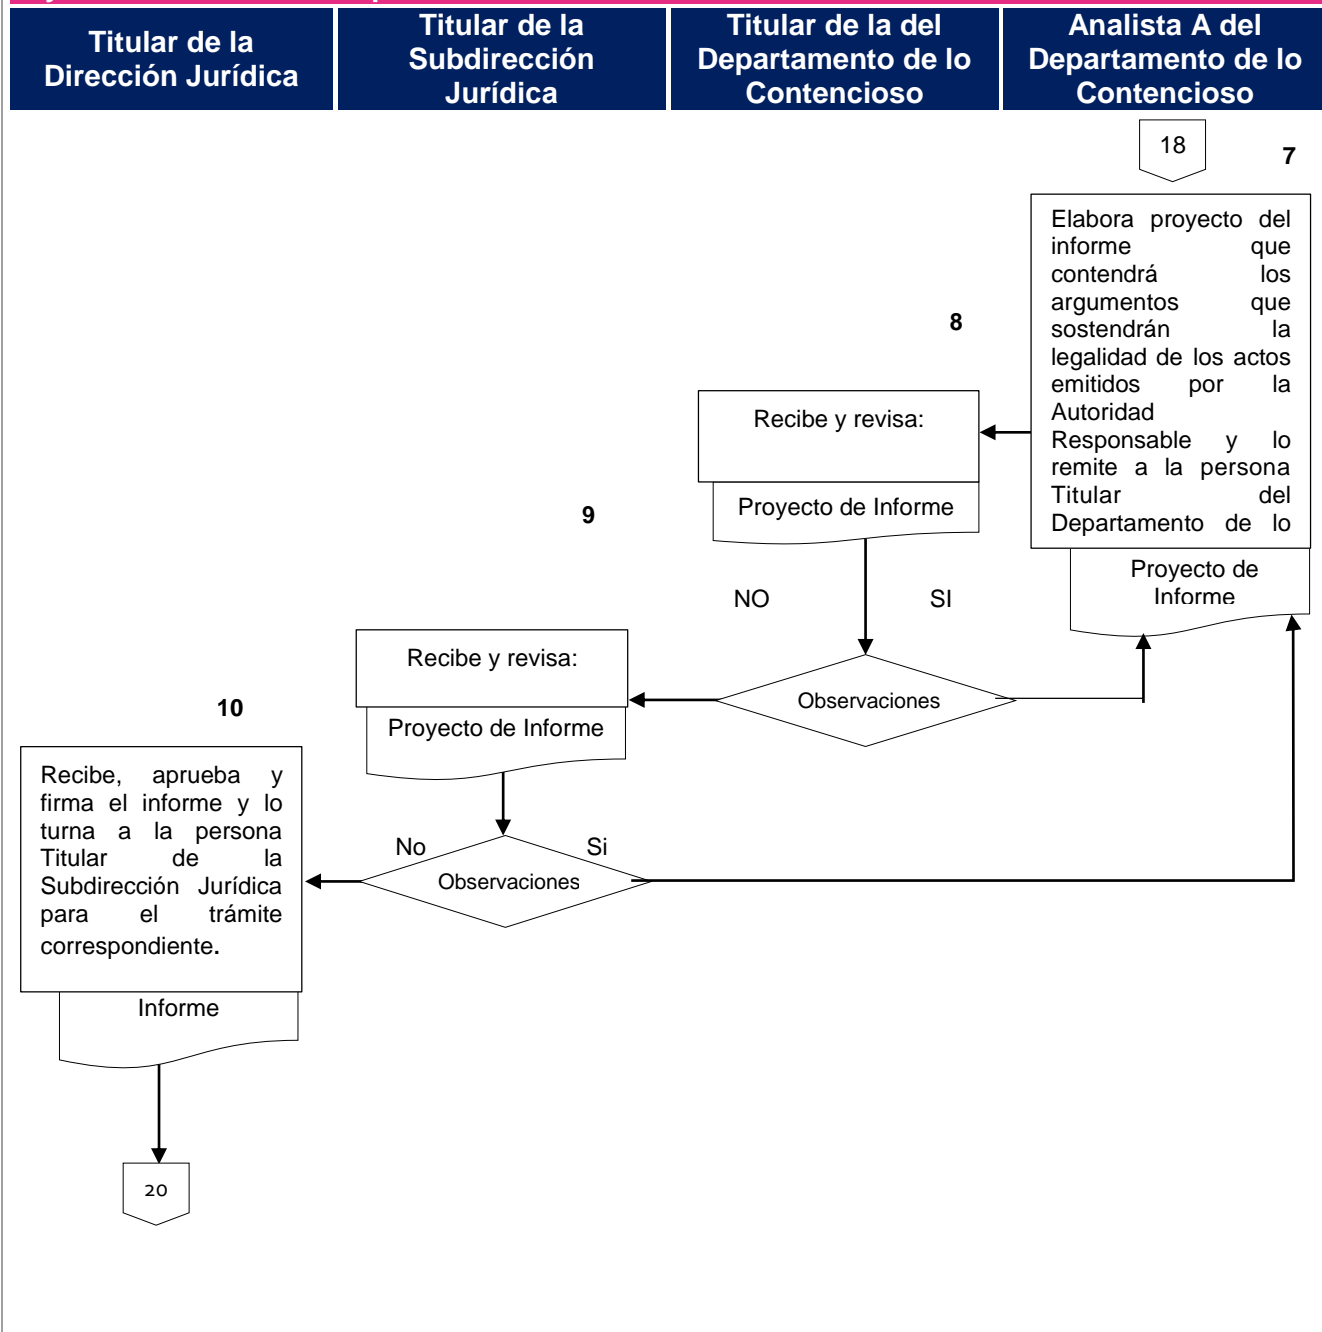 Titular de la
Dirección Jurídica
Titular de la
Subdirección
Jurídica
Titular de la del
Departamento de lo
Contencioso
Analista A del
Departamento de lo
Contencioso
18
7
Elabora proyecto del
informe que
contendrá los
argumentos que
sostendrán la
legalidad de los actos
emitidos por la
Autoridad
Responsable y lo
remite a la persona
Titular del
Departamento de lo
Proyecto de
Informe
8
Recibe y revisa:
Proyecto de Informe
NO
SI
Observaciones
9
Recibe y revisa:
Proyecto de Informe
No
Si
Observaciones
10
Recibe, aprueba y
firma el informe y lo
turna a la persona
Titular de la
Subdirección Jurídica
para el trámite
correspondiente.
Informe
20